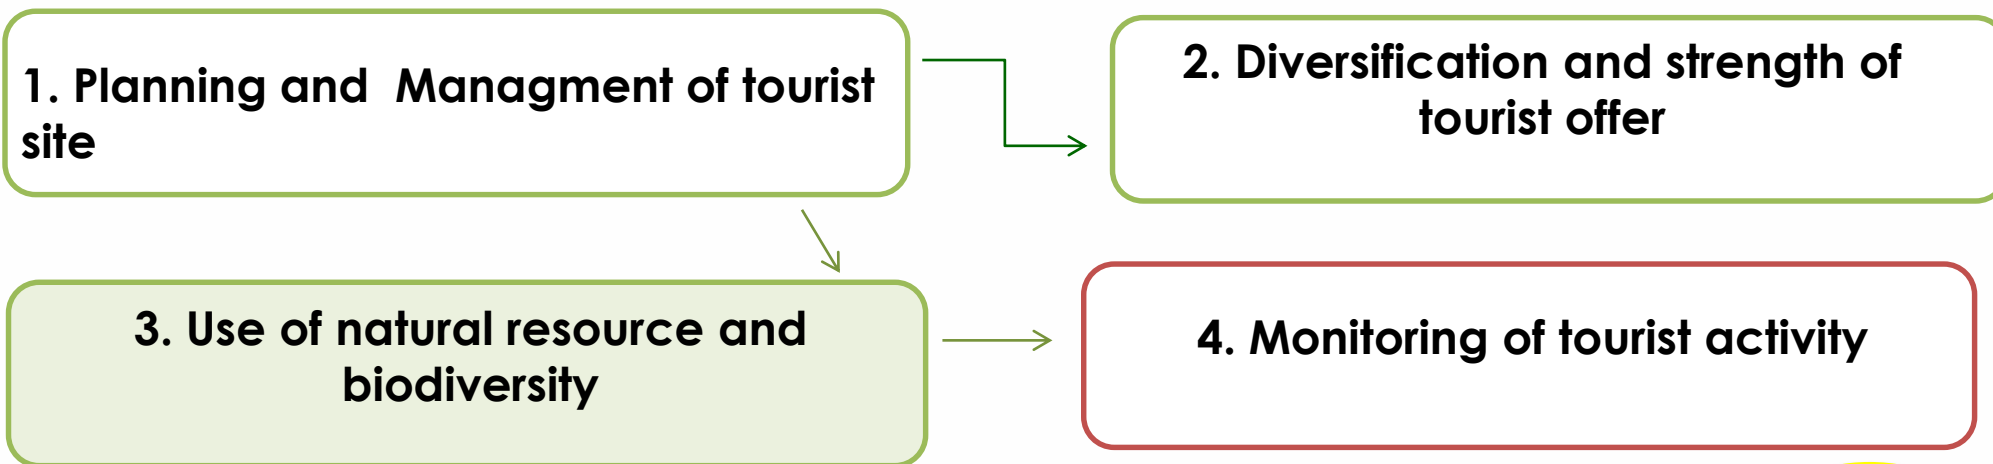 1. Planning and  Managment of tourist
site
2. Diversification and strength of
tourist offer
3. Use of natural resource and
biodiversity
4. Monitoring of tourist activity